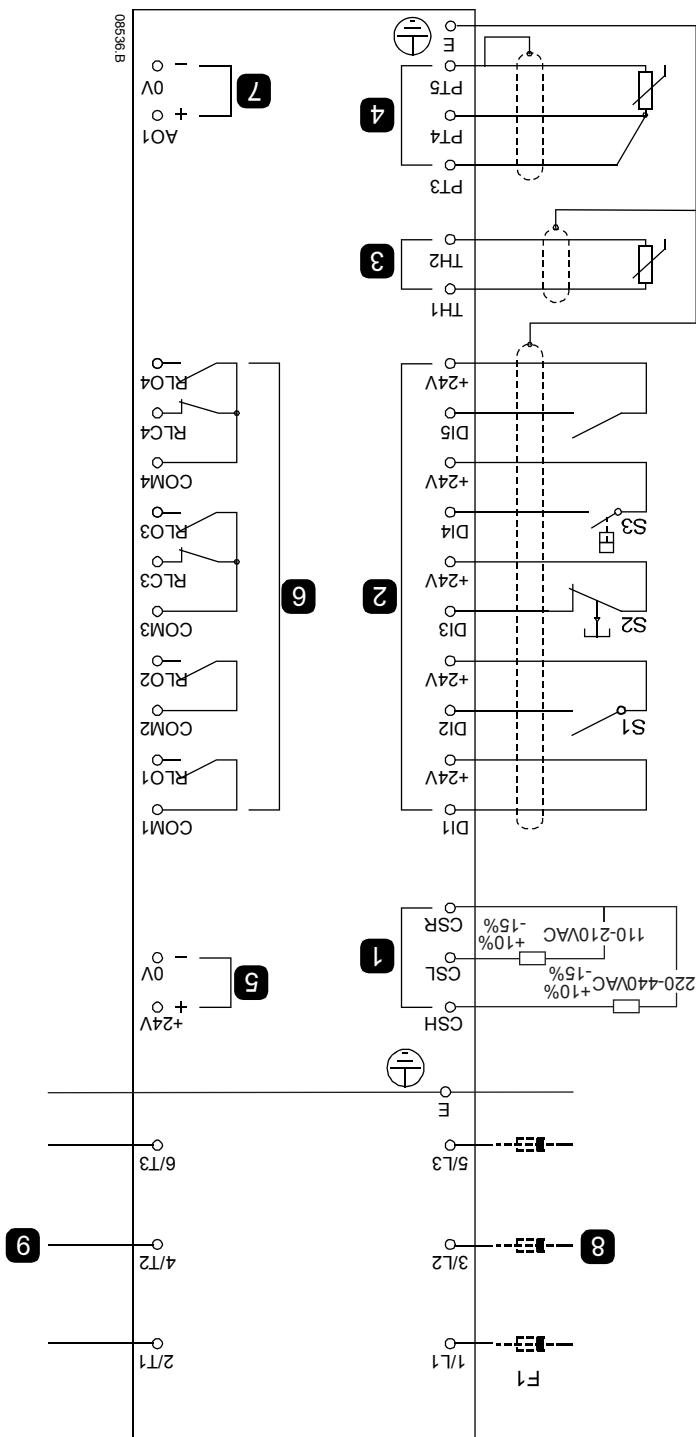 F1
1/L1
2/T1
8
3/L2
4/T2
9
5/L3
6/T3
E
CSH
+24V
220-440VAC
+10%
-15%
1
5
CSL
0V
110-210VAC
+10%
-15%
CSR
DI1
COM1
+24V
RLO1
S1
DI2
COM2
+24V
RLO2
S2
DI3
COM3
2
6
+24V
RLC3
S3
DI4
RLO3
+24V
COM4
DI5
RLC4
+24V
RLO4
TH1
3
TH2
PT3
PT4
AO1
+
4
7
PT5
0V
-
E
08536.B